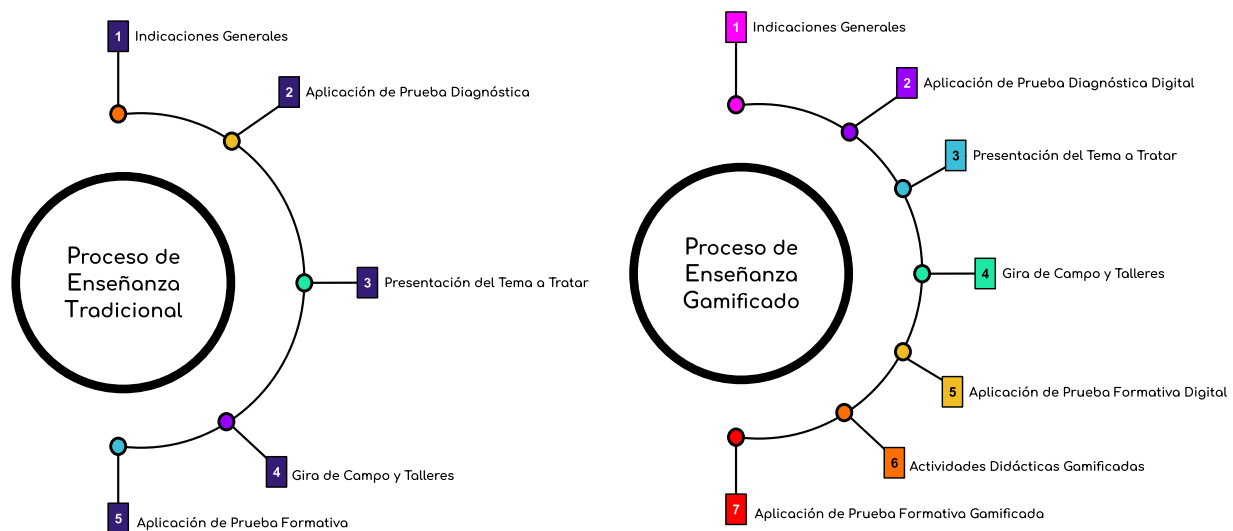 1 Indicaciones Generales
2 Aplicación de Prueba Diagnóstica
Proceso de
Enseñanza
Tradicional
3 Presentación del Tema a Tratar
4 Gira de Campo y Talleres
5 Aplicación de Prueba Formativa
1 Indicaciones Generales
2 Aplicación de Prueba Diagnóstica Digital
3 Presentación del Tema a Tratar
Proceso de
Enseñanza
Gamificado
4 Gira de Campo y Talleres
5 Aplicación de Prueba Formativa Digital
6 Actividades Didácticas Gamificadas
7 Aplicación de Prueba Formativa Gamificada